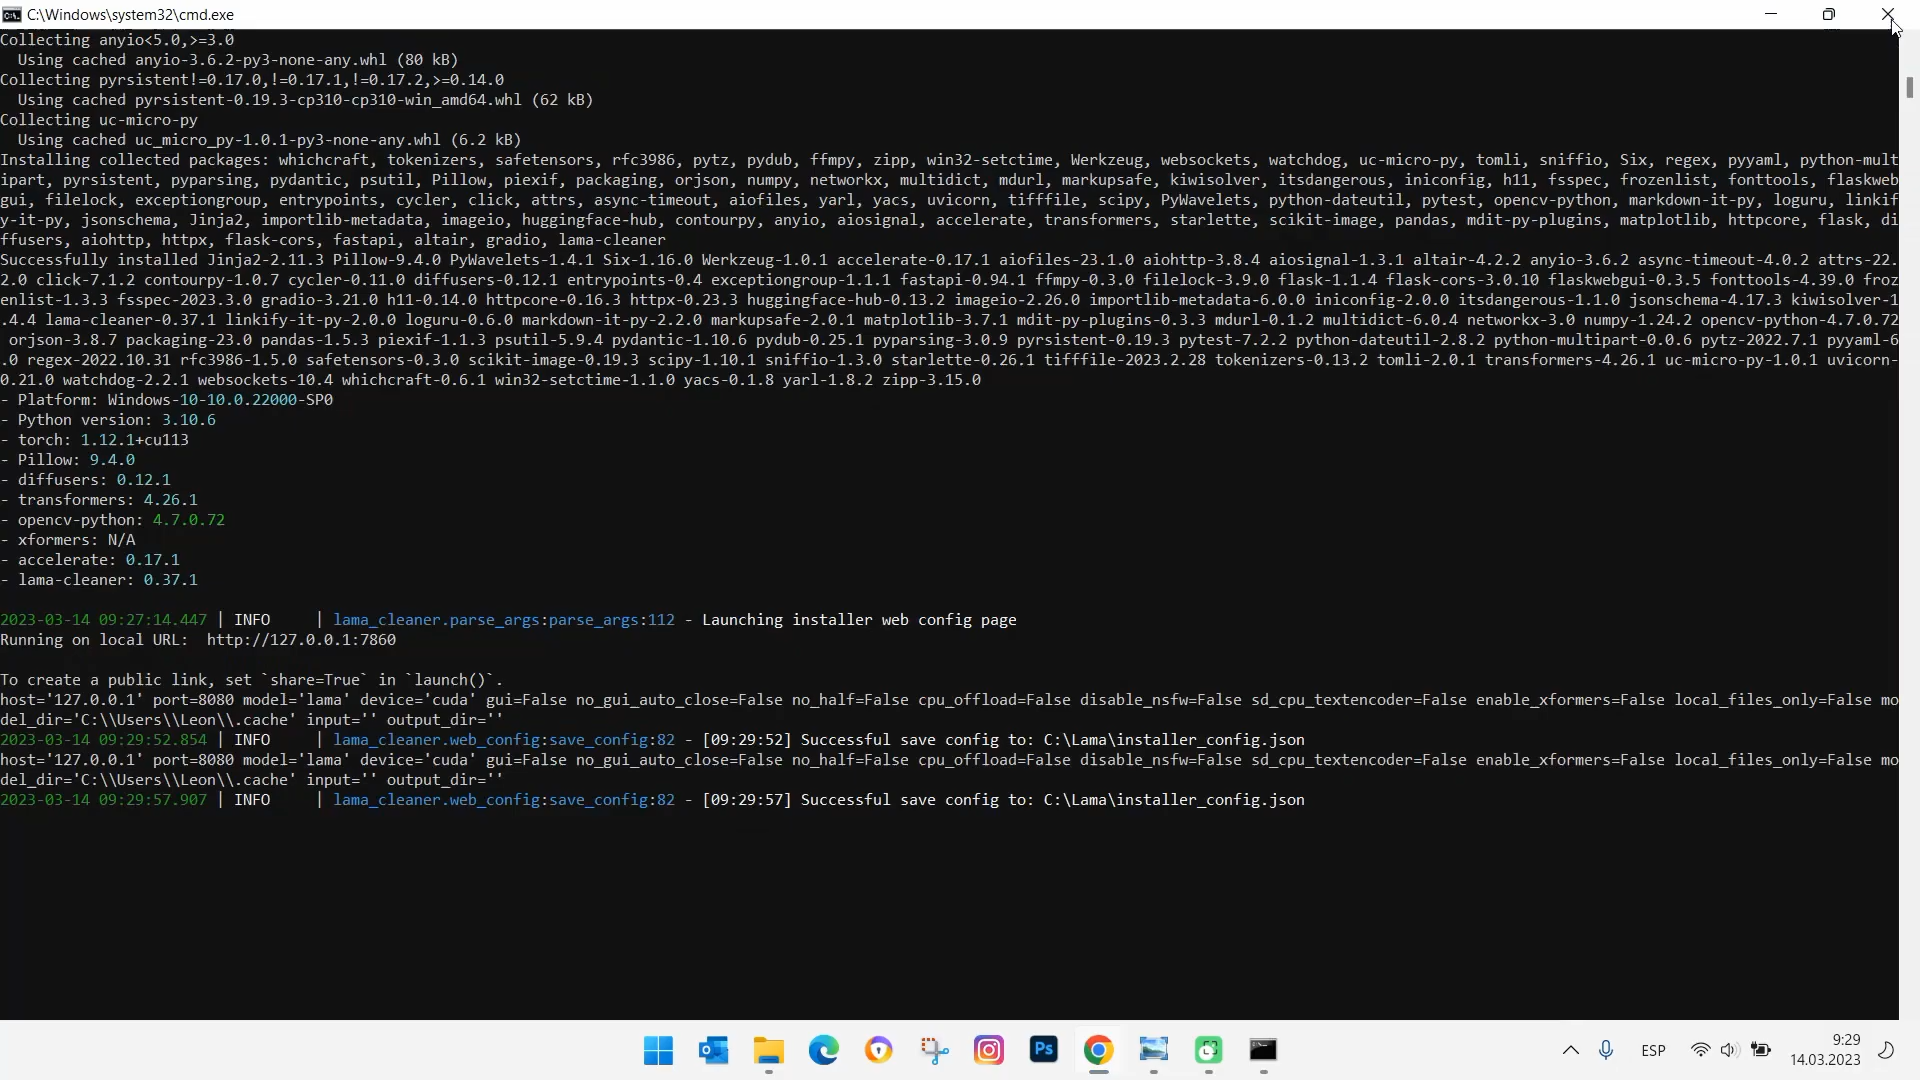 C:\Windows\system32\cmd.exe
Collecting anyio<5.0,>=3.0
  Using cached anyio-3.6.2-py3-none-any.whl (80 kB)
Collecting pyrsistent!=0.17.0,!=0.17.1,!=0.17.2,>=0.14.0
  Using cached pyrsistent-0.19.3-cp310-cp310-win_amd64.whl (62 kB)
Collecting uc-micro-py
  Using cached uc_micro_py-1.0.1-py3-none-any.whl (6.2 kB)
Installing collected packages: whichcraft, tokenizers, safetensors, rfc3986, pytz, pydub, ffmpy, zipp, win32-setctime, Werkzeug, websockets, watchdog, uc-micro-py, tomli, sniffio, Six, regex, pyyaml, python-mult
ipart, pyrsistent, pyparsing, pydantic, psutil, Pillow, piexif, packaging, orjson, numpy, networkx, multidict, mdurl, markupsafe, kiwisolver, itsdangerous, iniconfig, h11, fsspec, frozenlist, fonttools, flaskweb
gui, filelock, exceptiongroup, entrypoints, cycler, click, attrs, async-timeout, aiofiles, yarl, yacs, uvicorn, tifffile, scipy, PyWavelets, python-dateutil, pytest, opencv-python, markdown-it-py, loguru, linkif
y-it-py, jsonschema, Jinja2, importlib-metadata, imageio, huggingface-hub, contourpy, anyio, aiosignal, accelerate, transformers, starlette, scikit-image, pandas, mdit-py-plugins, matplotlib, httpcore, flask, di
ffusers, aiohttp, httpx, flask-cors, fastapi, altair, gradio, lama-cleaner
Successfully installed Jinja2-2.11.3 Pillow-9.4.0 PyWavelets-1.4.1 Six-1.16.0 Werkzeug-1.0.1 accelerate-0.17.1 aiofiles-23.1.0 aiohttp-3.8.4 aiosignal-1.3.1 altair-4.2.2 anyio-3.6.2 async-timeout-4.0.2 attrs-22.
2.0 click-7.1.2 contourpy-1.0.7 cycler-0.11.0 diffusers-0.12.1 entrypoints-0.4 exceptiongroup-1.1.1 fastapi-0.94.1 ffmpy-0.3.0 filelock-3.9.0 flask-1.1.4 flask-cors-3.0.10 flaskwebgui-0.3.5 fonttools-4.39.0 froz
enlist-1.3.3 fsspec-2023.3.0 gradio-3.21.0 h11-0.14.0 httpcore-0.16.3 httpx-0.23.3 huggingface-hub-0.13.2 imageio-2.26.0 importlib-metadata-6.0.0 iniconfig-2.0.0 itsdangerous-1.1.0 jsonschema-4.17.3 kiwisolver-1
.4.4 lama-cleaner-0.37.1 linkify-it-py-2.0.0 loguru-0.6.0 markdown-it-py-2.2.0 markupsafe-2.0.1 matplotlib-3.7.1 mdit-py-plugins-0.3.3 mdurl-0.1.2 multidict-6.0.4 networkx-3.0 numpy-1.24.2 opencv-python-4.7.0.72
 orjson-3.8.7 packaging-23.0 pandas-1.5.3 piexif-1.1.3 psutil-5.9.4 pydantic-1.10.6 pydub-0.25.1 pyparsing-3.0.9 pyrsistent-0.19.3 pytest-7.2.2 python-dateutil-2.8.2 python-multipart-0.0.6 pytz-2022.7.1 pyyaml-6
.0 regex-2022.10.31 rfc3986-1.5.0 safetensors-0.3.0 scikit-image-0.19.3 scipy-1.10.1 sniffio-1.3.0 starlette-0.26.1 tifffile-2023.2.28 tokenizers-0.13.2 tomli-2.0.1 transformers-4.26.1 uc-micro-py-1.0.1 uvicorn-
0.21.0 watchdog-2.2.1 websockets-10.4 whichcraft-0.6.1 win32-setctime-1.1.0 yacs-0.1.8 yarl-1.8.2 zipp-3.15.0
- Platform: Windows-10-10.0.22000-SP0
- Python version: 3.10.6
- torch: 1.12.1+cu113
- Pillow: 9.4.0
- diffusers: 0.12.1
- transformers: 4.26.1
- opencv-python: 4.7.0.72
- xformers: N/A
- accelerate: 0.17.1
- lama-cleaner: 0.37.1
2023-03-14 09:27:14.447 | INFO     | lama_cleaner.parse_args:parse_args:112 - Launching installer web config page
Running on local URL:  http://127.0.0.1:7860
To create a public link, set `share=True` in `launch()`.
host='127.0.0.1' port=8080 model='lama' device='cuda' gui=False no_gui_auto_close=False no_half=False cpu_offload=False disable_nsfw=False sd_cpu_textencoder=False enable_xformers=False local_files_only=False mo
del_dir='C:\\Users\\Leon\\.cache' input='' output_dir=''
2023-03-14 09:29:52.854 | INFO     | lama_cleaner.web_config:save_config:82 - [09:29:52] Successful save config to: C:\Lama\installer_config.json
host='127.0.0.1' port=8080 model='lama' device='cuda' gui=False no_gui_auto_close=False no_half=False cpu_offload=False disable_nsfw=False sd_cpu_textencoder=False enable_xformers=False local_files_only=False mo
del_dir='C:\\Users\\Leon\\.cache' input='' output_dir=''
2023-03-14 09:29:57.907 | INFO     | lama_cleaner.web_config:save_config:82 - [09:29:57] Successful save config to: C:\Lama\installer_config.json
Ps
ESP
9:29
14.03.2023